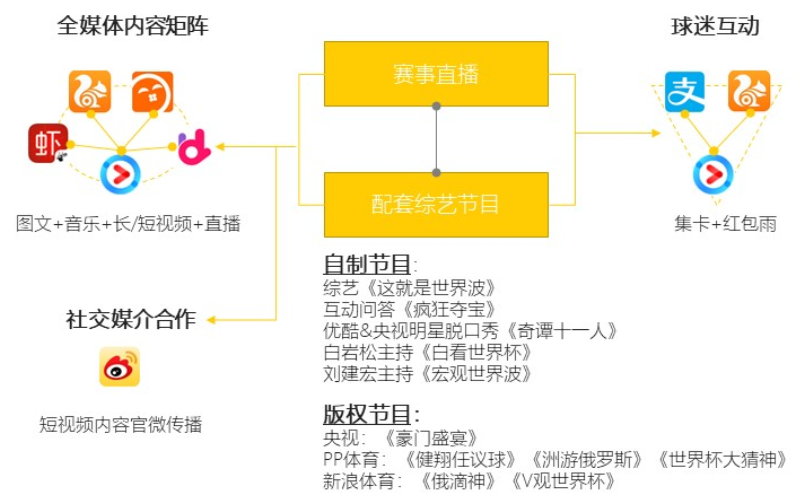 全媒体内容矩阵
球迷互动
赛事直播
支
虾
配套综艺节目
图文+音乐+长/短视频+直播
集卡+红包雨
自制节目:
综艺《这就是世界波》
互动问答《疯狂夺宝》
优酷&央视明星脱口秀《奇谭十一人》
白岩松主持《白看世界杯》
刘建宏主持《宏观世界波》
社交媒介合作
短视频内容官微传播
版权节目：
央视：《豪门盛宴》
PP体育：《健翔任议球》《洲游俄罗斯》《世界杯大猜神》
新浪体育：《俄滴神》《V观世界杯》